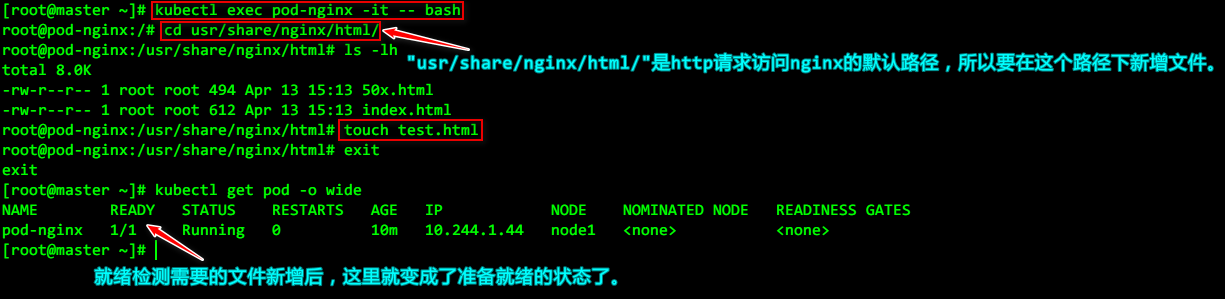 [root@master ~]# kubectl exec pod-nginx -it -- bash
root@pod-nginx:/# cd usr/share/nginx/html/
root@pod-nginx:/usr/share/nginx/html# ls -lh
"usr/share/nginx/html/"是http请求访问nginx的默认路径，所以要在这个路径下新增文件。
total 8.0K
-rw-r--r-- 1 root root 494 Apr 13 15:13 50x.html
-rw-r--r-- 1 root root 612 Apr 13 15:13 index.html
root@pod-nginx:/usr/share/nginx/html# touch test.html
root@pod-nginx:/usr/share/nginx/html# exit
exit
[root@master ~]# kubectl get pod -o wide
NAME READY STATUS RESTARTS AGE IP NODE NOMINATED NODE READINESS GATES
pod-nginx 1/1 Running 0 10m 10.244.1.44 node1 <none> <none>
[root@master ~]#
就绪检测需要的文件新增后，这里就变成了准备就绪的状态了。